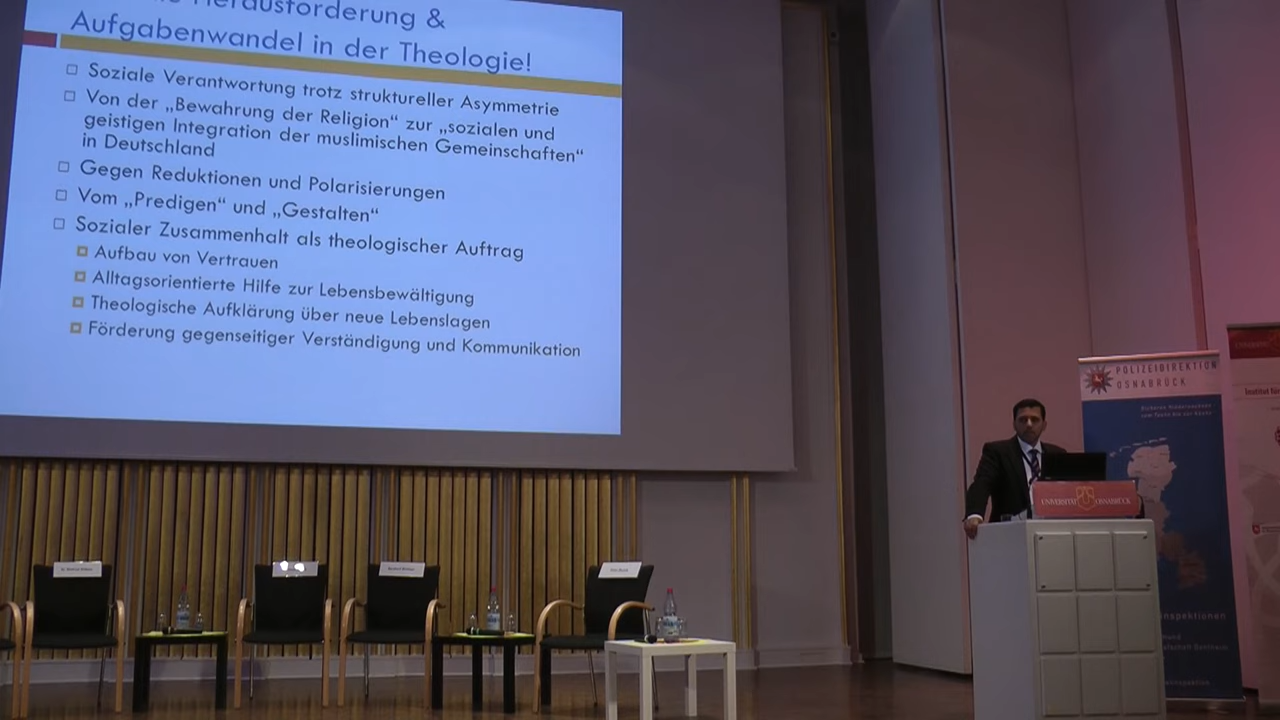 Herausforderung &
Aufgabenwandel in der Theologie!
Soziale Verantwortung trotz struktureller Asymmetrie
Von der „Bewahrung der Religion“ zur „sozialen und
geistigen Integration der muslimischen Gemeinschaften“
in Deutschland
Gegen Reduktionen und Polarisierungen
Vom „Predigen“ und „Gestalten“
Sozialer Zusammenhalt als theologischer Auftrag
Aufbau von Vertrauen
Alltagsorientierte Hilfe zur Lebensbewältigung
Theologische Aufklärung über neue Lebenslagen
Förderung gegenseitiger Verständigung und Kommunikation
POLIZEIDIREKTION
OSNABRÜCK
UNIVERSITÄT OSNABRÜCK
Institut für